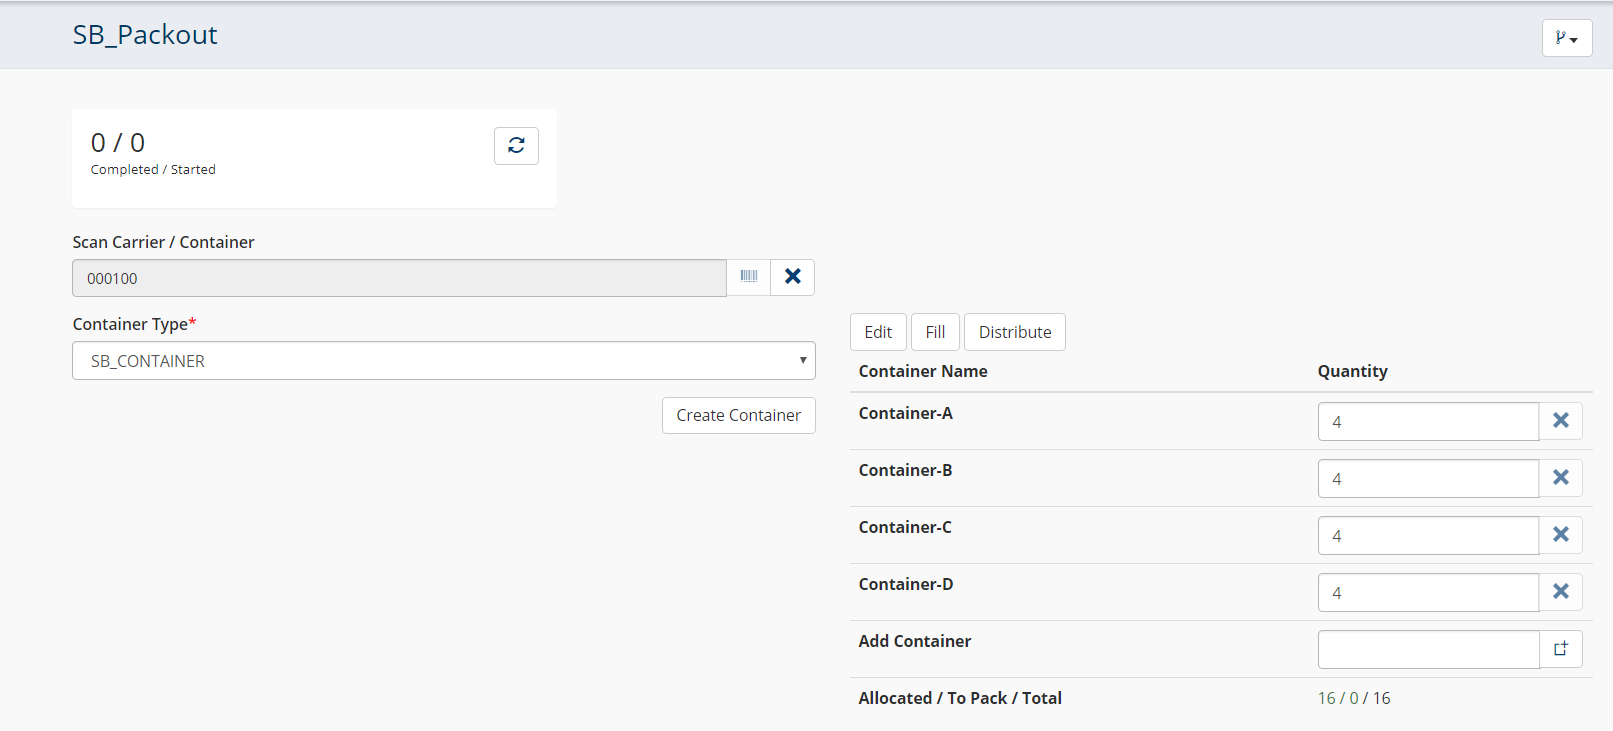 SB_Packout
0 / 0
Completed / Started
Scan Carrier / Container
000100
Container Type*
SB_CONTAINER
Create Container
Edit Fill Distribute
Container Name Quantity
Container-A 4
Container-B 4
Container-C 4
Container-D 4
Add Container
Allocated / To Pack / Total 16 / 0 / 16